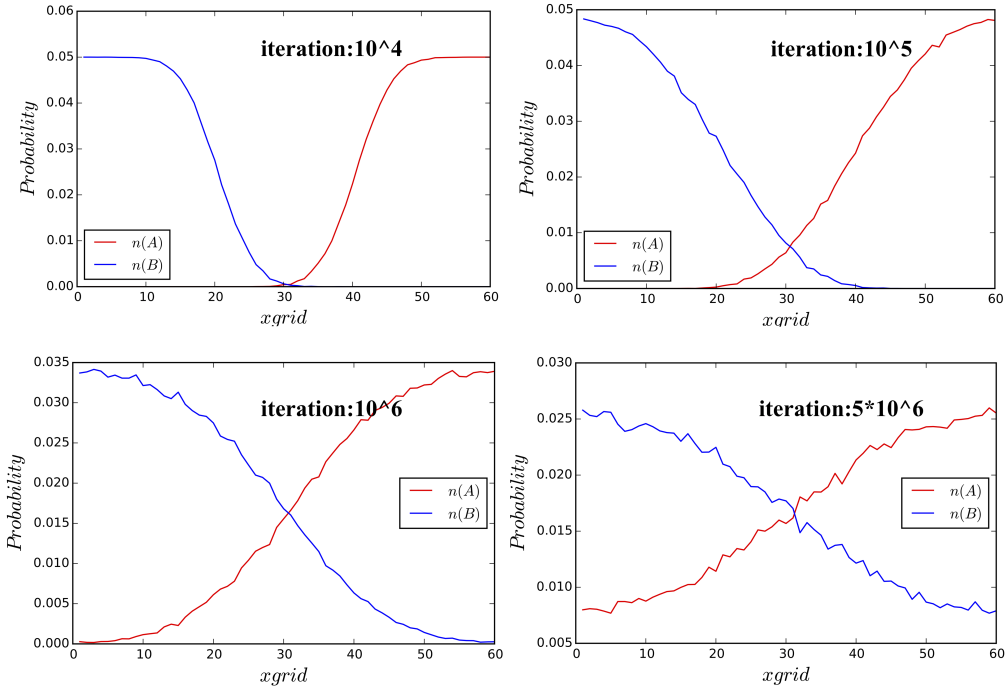 iteration:10^4
Probability
0.06
0.05
0.04
0.03
0.02
0.01
0.00
n(A)
n(B)
0 10 20 30 40 50 60
xgrid
iteration:10^5
Probability
0.05
0.04
0.03
0.02
0.01
0.00
n(A)
n(B)
0 10 20 30 40 50 60
xgrid
iteration:10^6
Probability
0.035
0.030
0.025
0.020
0.015
0.010
0.005
0.000
n(A)
n(B)
0 10 20 30 40 50 60
xgrid
iteration:5*10^6
Probability
0.030
0.025
0.020
0.015
0.010
0.005
n(A)
n(B)
0 10 20 30 40 50 60
xgrid